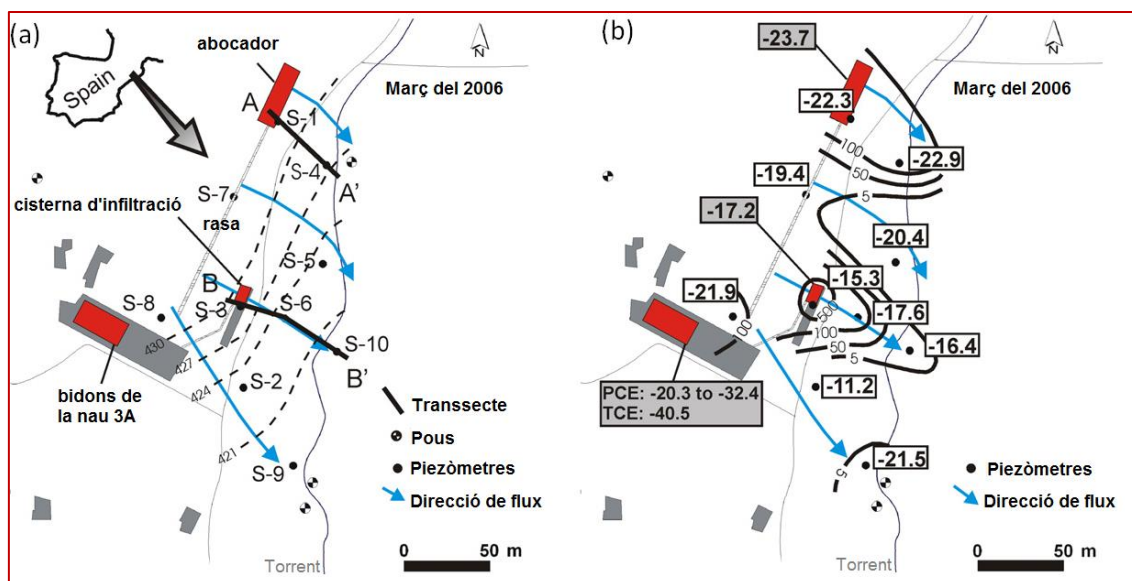 (a)
abocador
N
Spain
Març del 2006
A
S-1
S-4
A'
S-7
cisterna d'infiltració
rasa
S-5
B
S-3
S-6
S-8
S-10
B'
430
427
424
421
S-2
bidons de
la nau 3A
S-9
Transsecte
Pous
Piezòmetres
Direcció de flux
0 50 m
Torrent
(b)
-23.7
N
Març del 2006
-22.3
100
50
5
-22.9
-19.4
-17.2
-20.4
-15.3
500
-21.9
100
-17.6
100
50
5
-16.4
PCE: -20.3 to -32.4
TCE: -40.5
-11.2
-21.5
5
Piezòmetres
Direcció de flux
0 50 m
Torrent